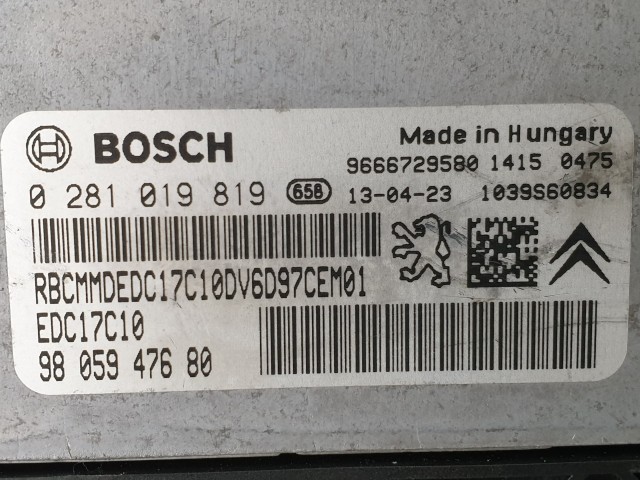 BOSCH
Made in Hungary
9666729580 1415 0475
0 281 019 819 65B 13-04-23 1039S60834
RBCMMDEDC17C10DV6D97CEM01
EDC17C10
98 059 476 80